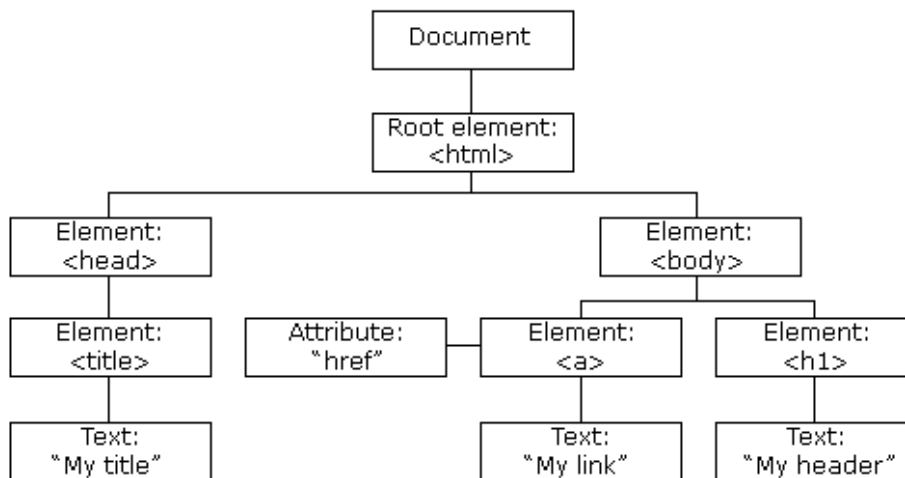 Document
Root element:
<html>
Element:
<head>
Element:
<body>
Element:
<title>
Attribute:
“href”
Element:
<a>
Element:
<h1>
Text:
“My title”
Text:
“My link”
Text:
“My header”